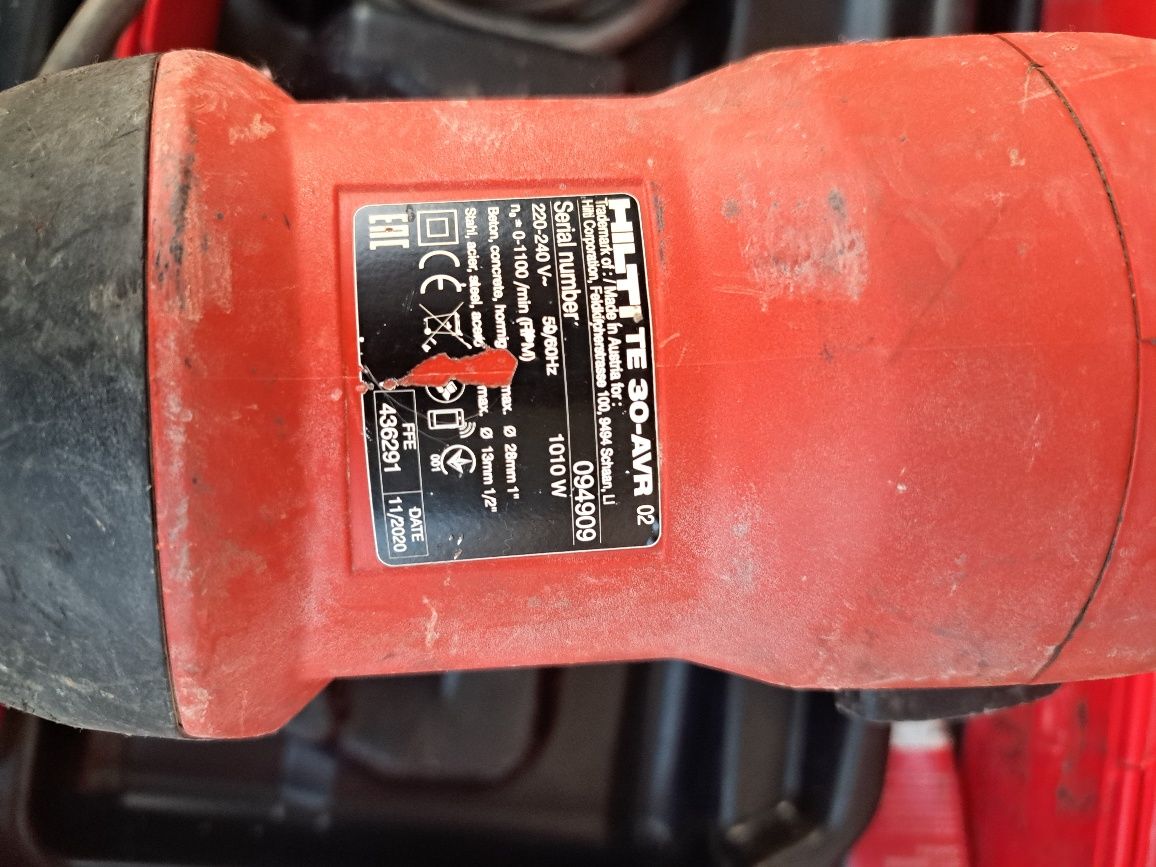 HILTI TE 30-AVR 02
Trademark of : / Made in Austria for :
Hilti Corporation, Feldkircherstrasse 100, 9494 Schaan, LI
Serial number 094909
220-240 V~ 50/60Hz 1010 W
n₀ = 0-1100 /min (RPM)
Beton, concrete, max. Ø 28mm 1"
Stahl, acier, steel, max. Ø 13mm 1/2"
CE
001
EAC
FFE DATE
436291 11/2020